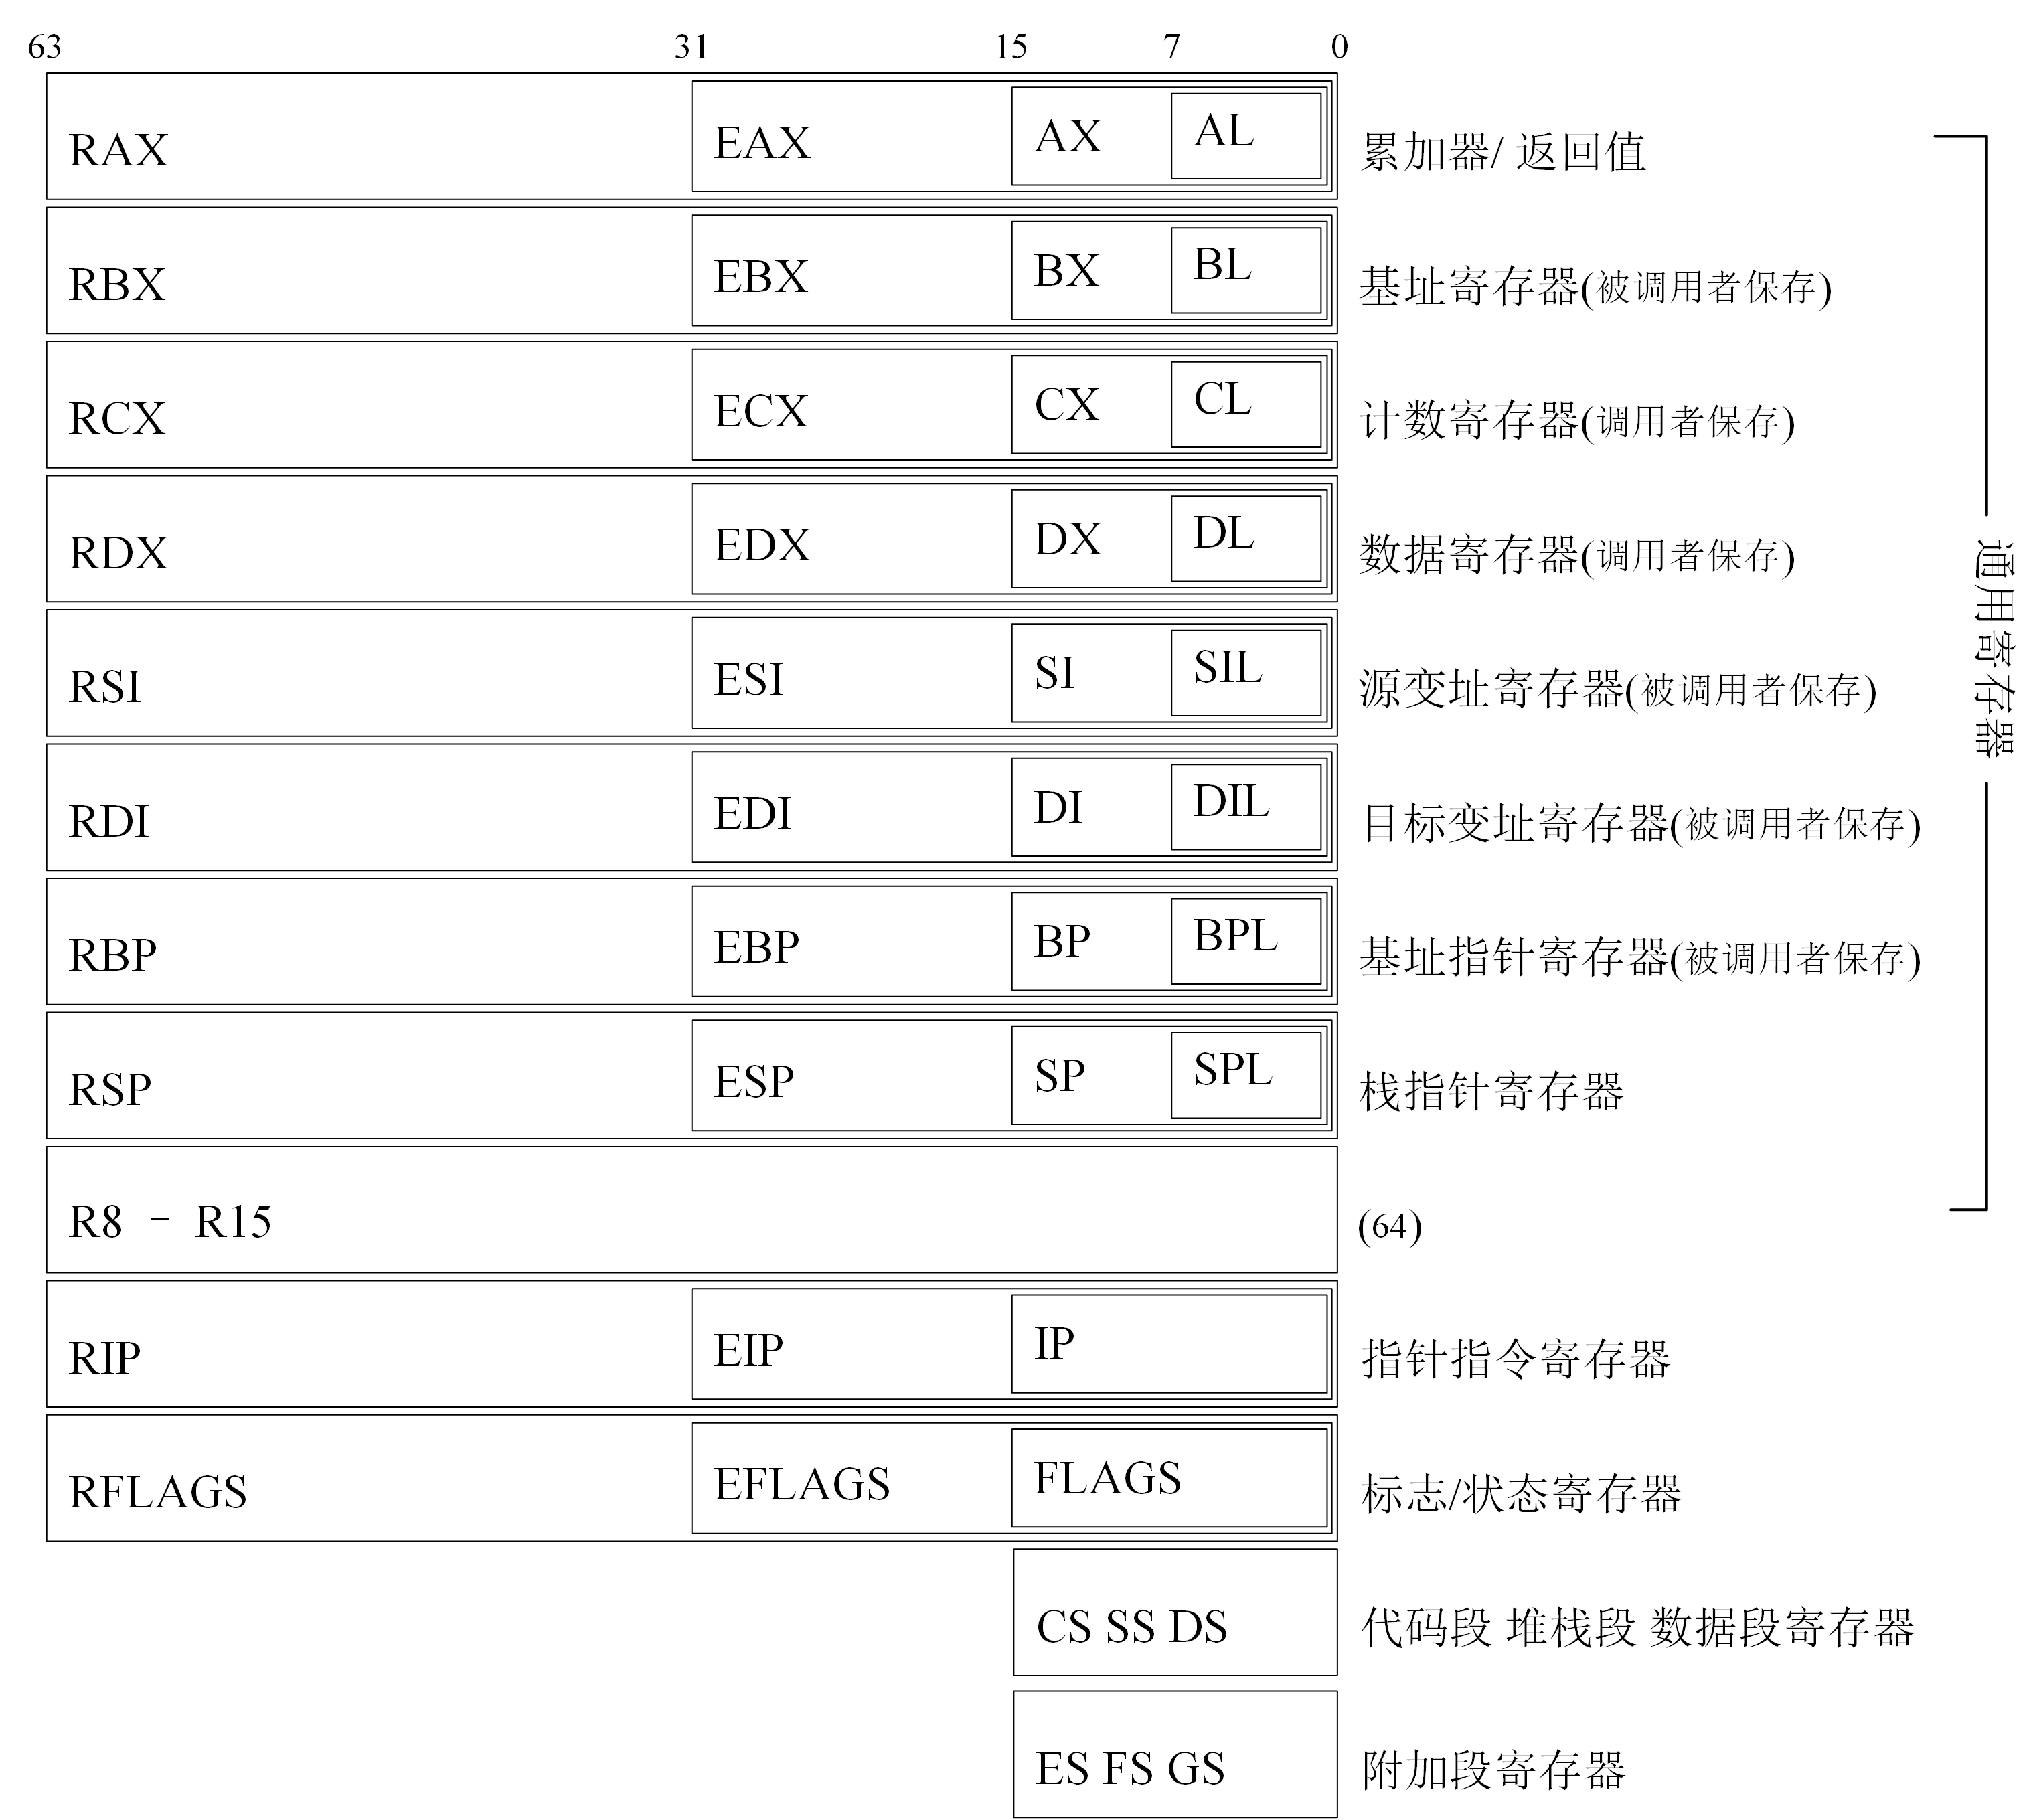 63 31 15 7 0
RAX EAX AX AL 累加器/ 返回值
RBX EBX BX BL 基址寄存器(被调用者保存)
RCX ECX CX CL 计数寄存器(调用者保存)
RDX EDX DX DL 数据寄存器(调用者保存)
RSI ESI SI SIL 源变址寄存器(被调用者保存)
RDI EDI DI DIL 目标变址寄存器(被调用者保存)
RBP EBP BP BPL 基址指针寄存器(被调用者保存)
RSP ESP SP SPL 栈指针寄存器
R8 - R15 (64)
通用寄存器
RIP EIP IP 指针指令寄存器
RFLAGS EFLAGS FLAGS 标志/状态寄存器
CS SS DS 代码段 堆栈段 数据段寄存器
ES FS GS 附加段寄存器